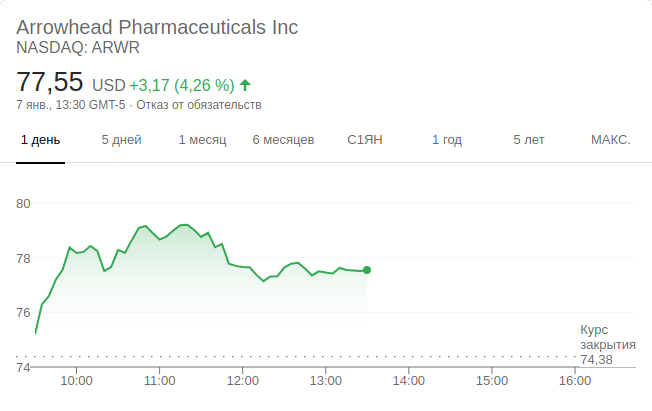 Arrowhead Pharmaceuticals Inc
NASDAQ: ARWR
77,55 USD +3,17 (4,26 %)
7 янв., 13:30 GMT-5 · Отказ от обязательств
1 день 5 дней 1 месяц 6 месяцев С1ЯН 1 год 5 лет МАКС.
80
78
76
74
Курс
закрытия
74,38
10:00 11:00 12:00 13:00 14:00 15:00 16:00